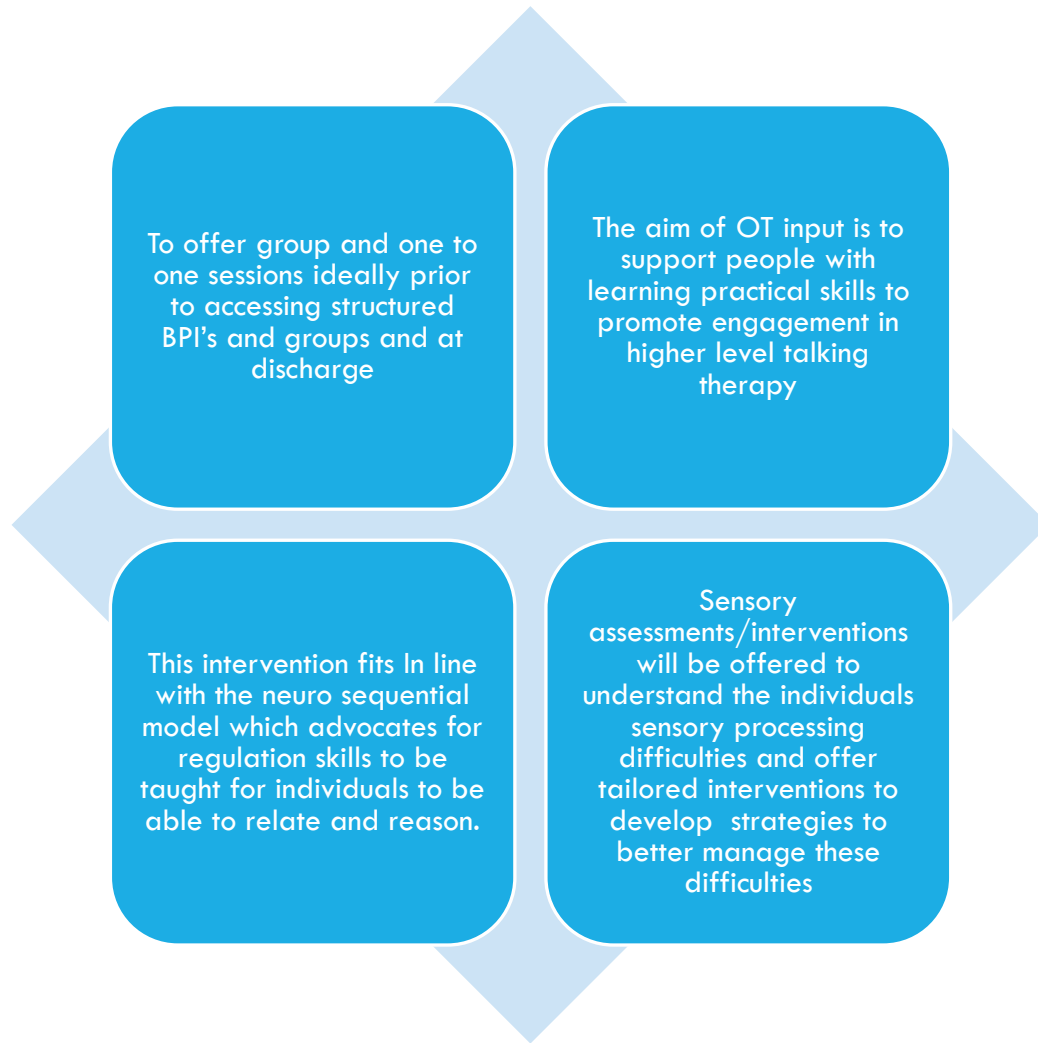 To offer group and one to
one sessions ideally prior
to accessing structured
BPI's and groups and at
discharge
The aim of OT input is to
support people with
learning practical skills to
promote engagement in
higher level talking
therapy
This intervention fits In line
with the neuro sequential
model which advocates for
regulation skills to be
taught for individuals to be
able to relate and reason.
Sensory
assessments/interventions
will be offered to
understand the individuals
sensory processing
difficulties and offer
tailored interventions to
develop  strategies to
better manage these
difficulties